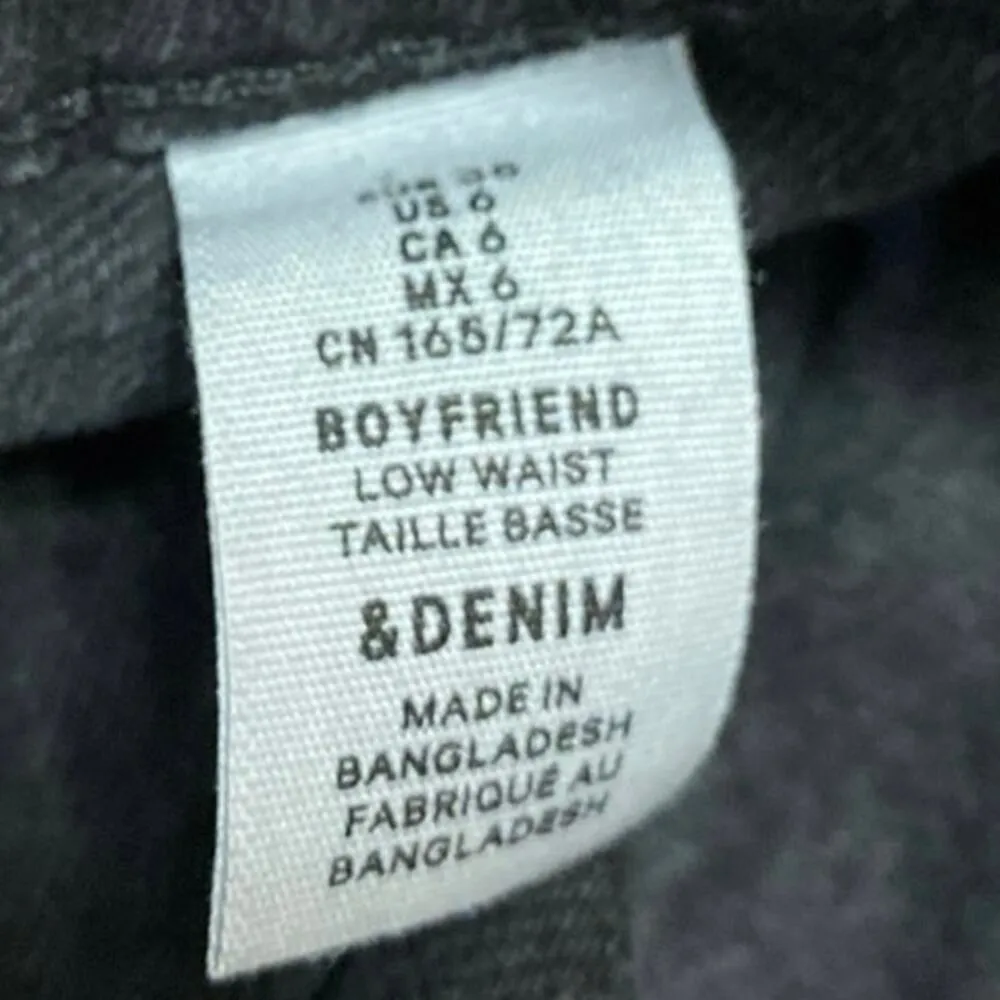 US 6
CA 6
MX 6
CN 165/72A
BOYFRIEND
LOW WAIST
TAILLE BASSE
&DENIM
MADE IN
BANGLADESH
FABRIQUÉ AU
BANGLADESH